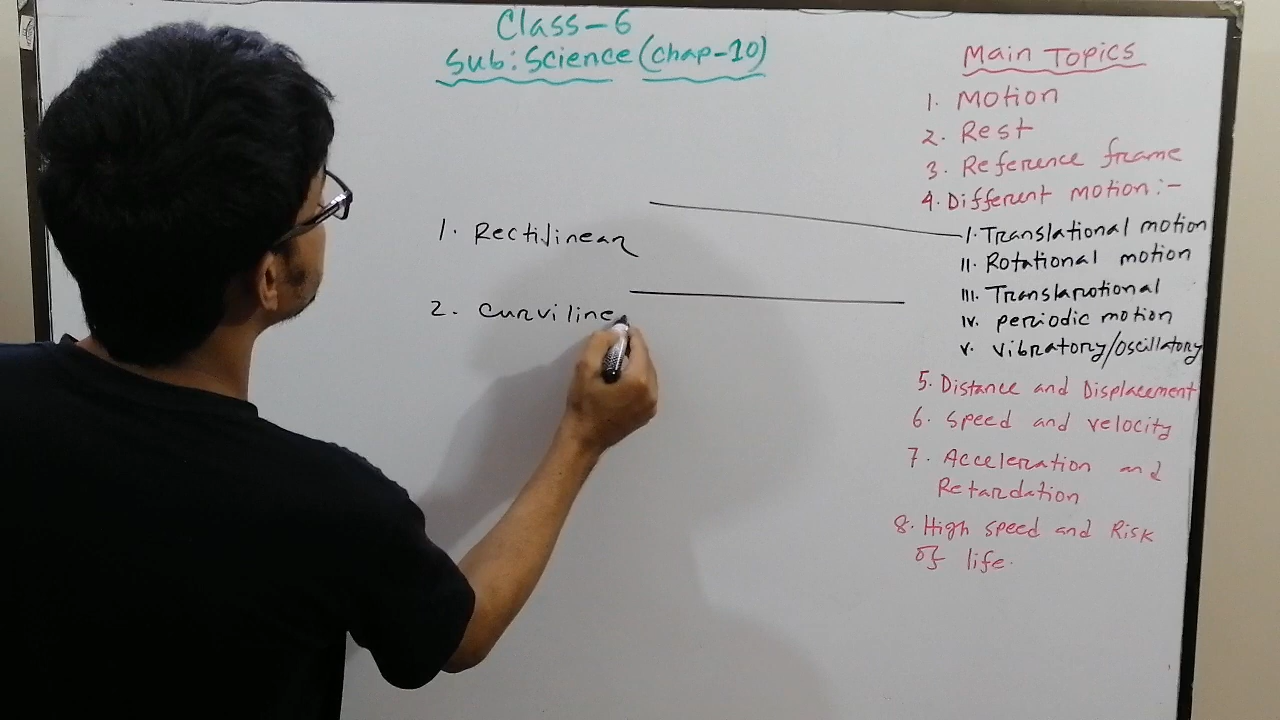 Class-6
Sub: Science (chap-10)
1. Rectilinear
2. Curviline
Main Topics
1. Motion
2. Rest
3. Reference frame
4. Different motion:-
I. Translational motion
II. Rotational motion
III. Translarotional
IV. periodic motion
V. vibratory/oscillatory
5. Distance and Displacement
6. Speed and velocity
7. Acceleration and
Retardation
8. High speed and Risk
of life.